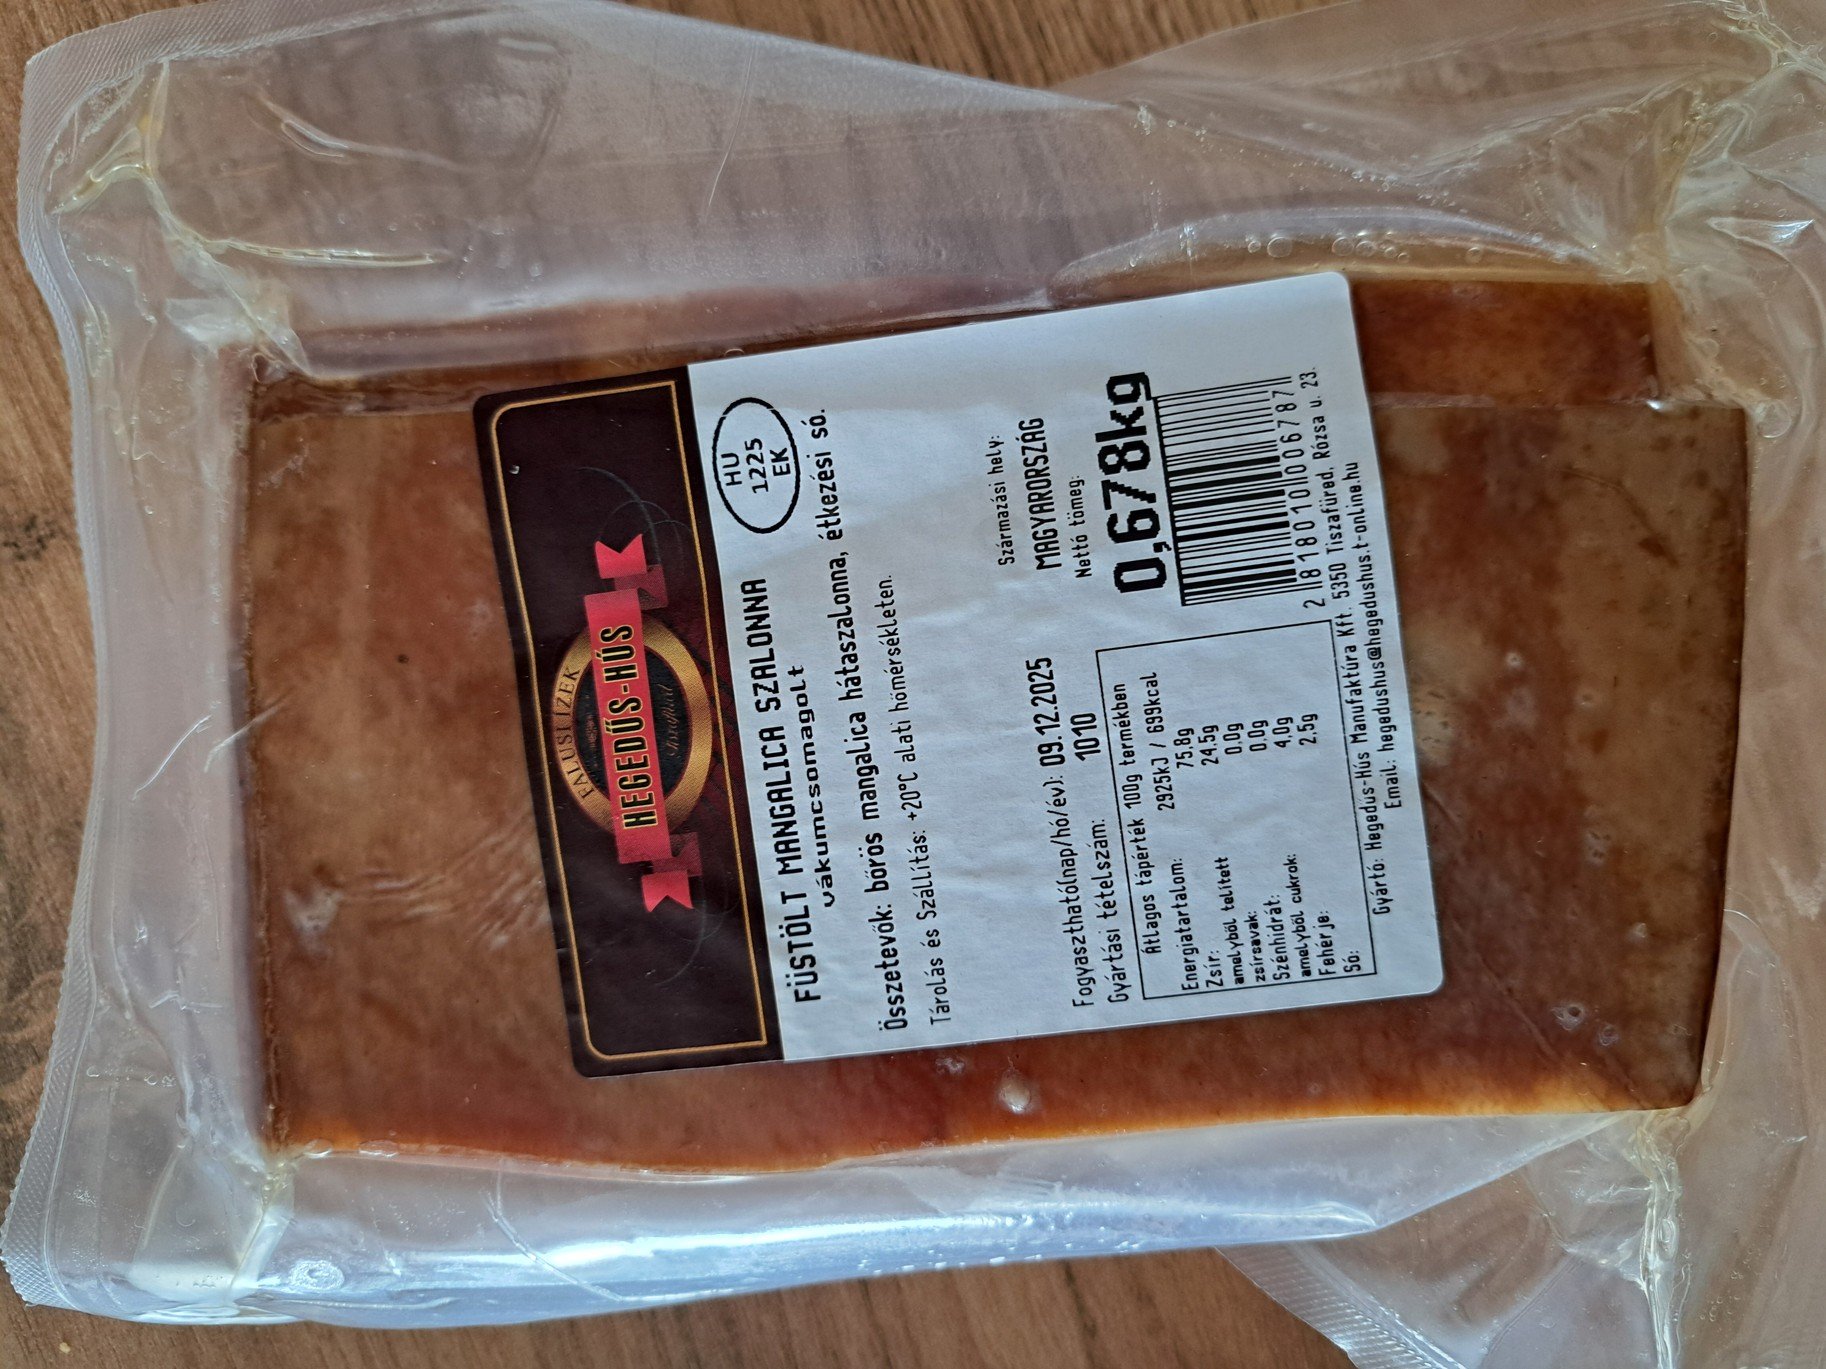 FALUSI ÍZEK
HEGEDŰS-HÚS
Tiszafüred
HU
1225
EK
FÜSTÖLT MANGALICA SZALONNA
vákumcsomagolt
Összetevők: bőrös mangalica hátaszalonna, étkezési só.
Tárolás és Szállítás: +20°C alati hőmérsékleten.
Származási hely:
MAGYARORSZÁG
Nettó tömeg:
0,678kg
Fogyaszthatólnap/hó/év): 09.12.2025
Gyártási tételszám: 1010
Átlagos tápérték 100g termékben
Energiatartalom: 2925kJ / 699kcal
Zsír: 75,8g
amelyből telített 24,5g
zsírsavak:
Szénhidrát: 0,0g
amelyből cukrok: 0,0g
Fehérje: 4,0g
Só: 2,5g
2 181801 006787
Gyártó: Hegedűs-Hús Manufaktúra Kft. 5350 Tiszafüred, Rózsa u. 23.
Email: hegedushus@hegedushus.t-online.hu